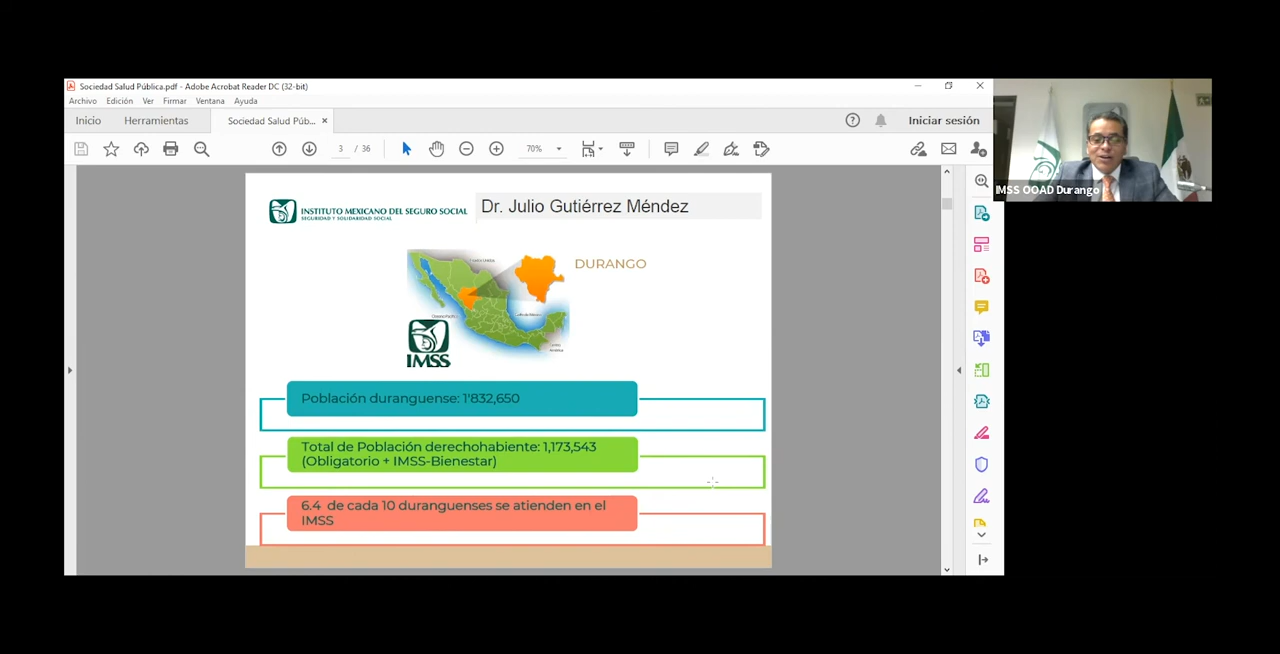 Sociedad Salud Pública.pdf - Adobe Acrobat Reader DC (32-bit)
Archivo Edición Ver Firmar Ventana Ayuda
Inicio Herramientas Sociedad Salud Púb... Iniciar sesión
3 / 36 70%
IMSS OOAD Durango
INSTITUTO MEXICANO DEL SEGURO SOCIAL
SEGURIDAD Y SOLIDARIDAD SOCIAL
Dr. Julio Gutiérrez Méndez
DURANGO
IMSS
Población duranguense: 1'832,650
Total de Población derechohabiente: 1,173,543
(Obligatorio + IMSS-Bienestar)
6.4 de cada 10 duranguenses se atienden en el
IMSS